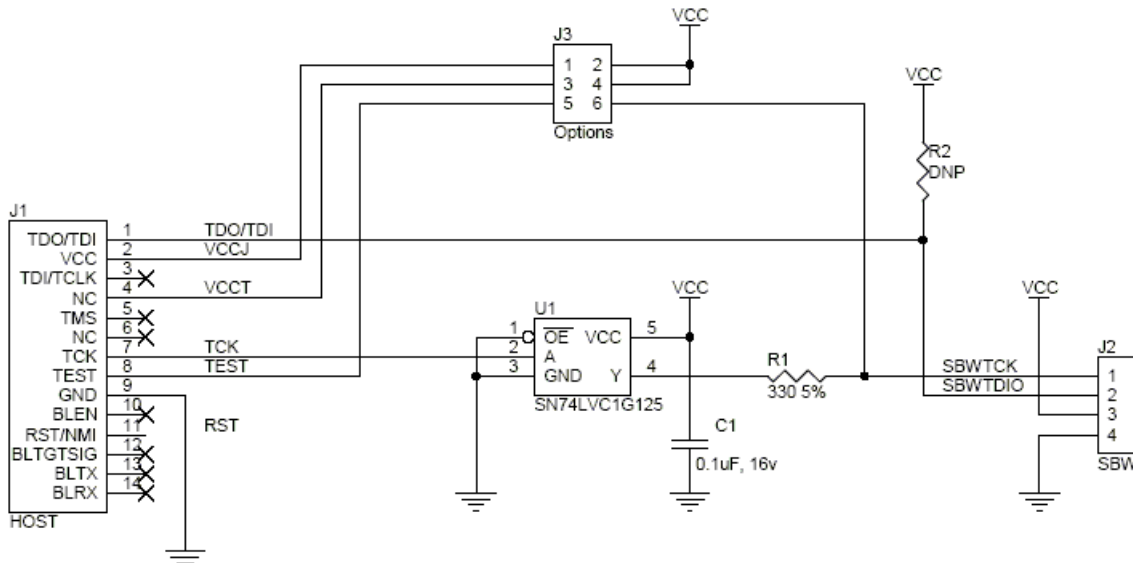 VCC
J3
1 2
3 4
5 6
Options
VCC
R2
DNP
J1
TDO/TDI 1 TDO/TDI
VCC 2 VCCJ
TDI/TCLK 3
NC 4 VCCT
TMS 5
NC 6
TCK 7 TCK
TEST 8 TEST
GND 9
BLEN 10
RST/NMI 11 RST
BLTGTSIG 12
BLTX 13
BLRX 14
HOST
U1
1 OE VCC 5
2 A
3 GND Y 4
SN74LVC1G125
VCC
R1
330 5%
C1
0.1uF, 16v
VCC
J2
SBWTCK 1
SBWTDIO 2
3
4
SBW